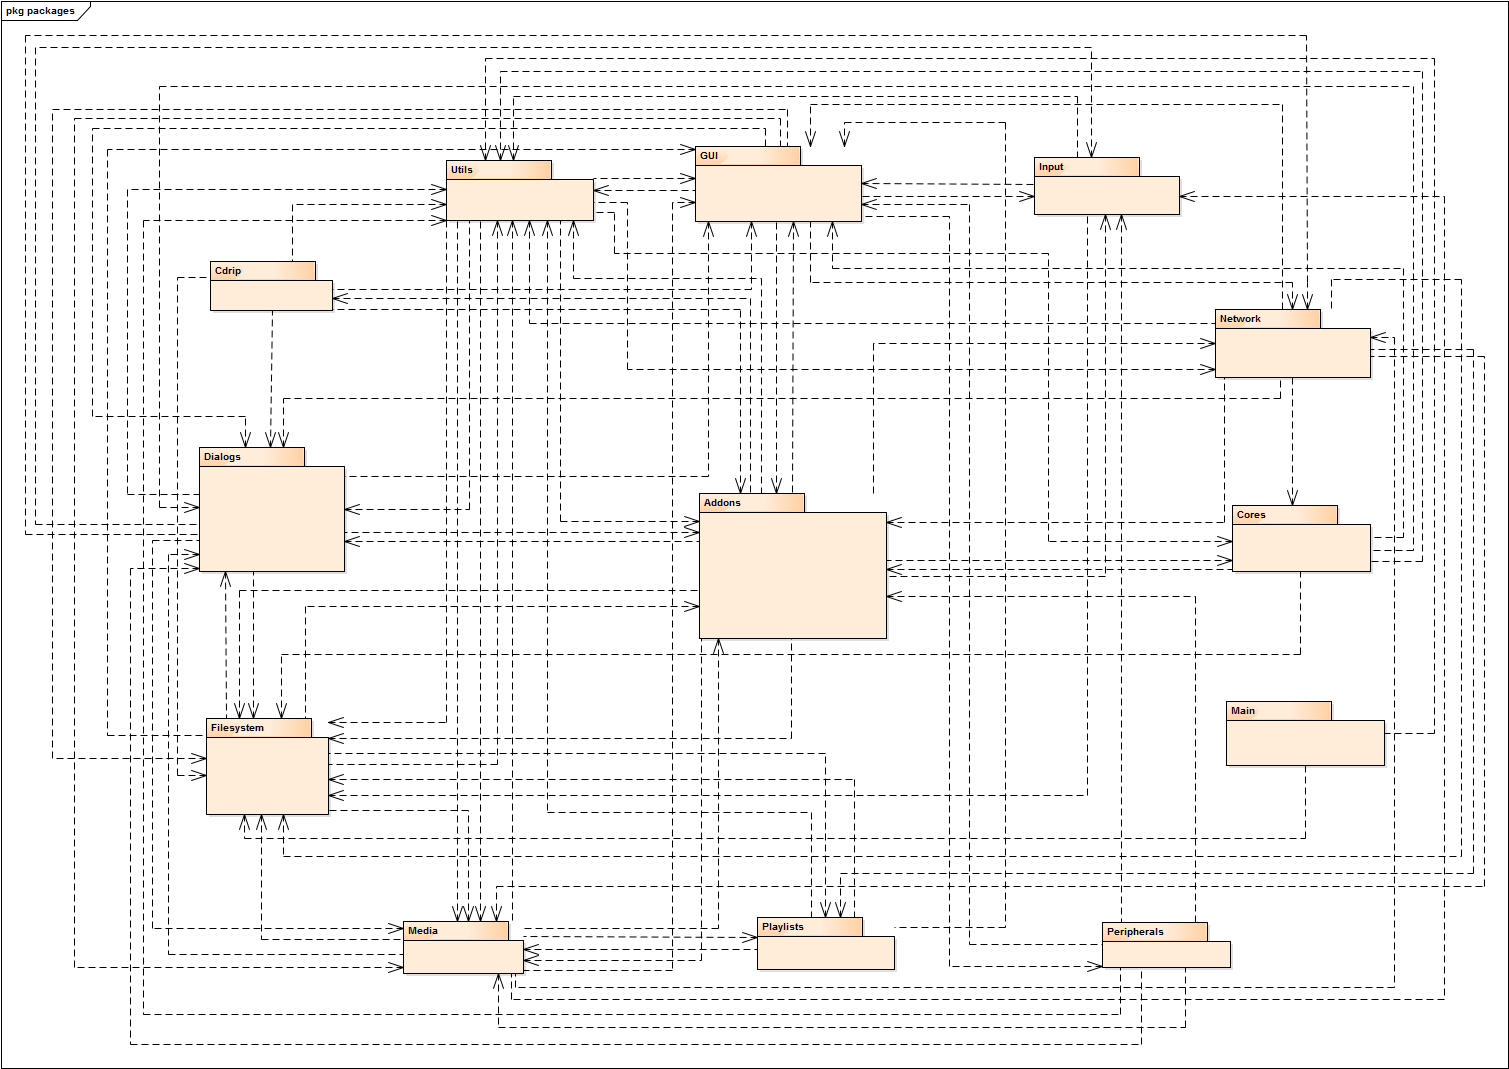 pkg packages
GUI
Utils
Input
Cdrip
Network
Dialogs
Addons
Cores
Main
Filesystem
Playlists
Media
Peripherals